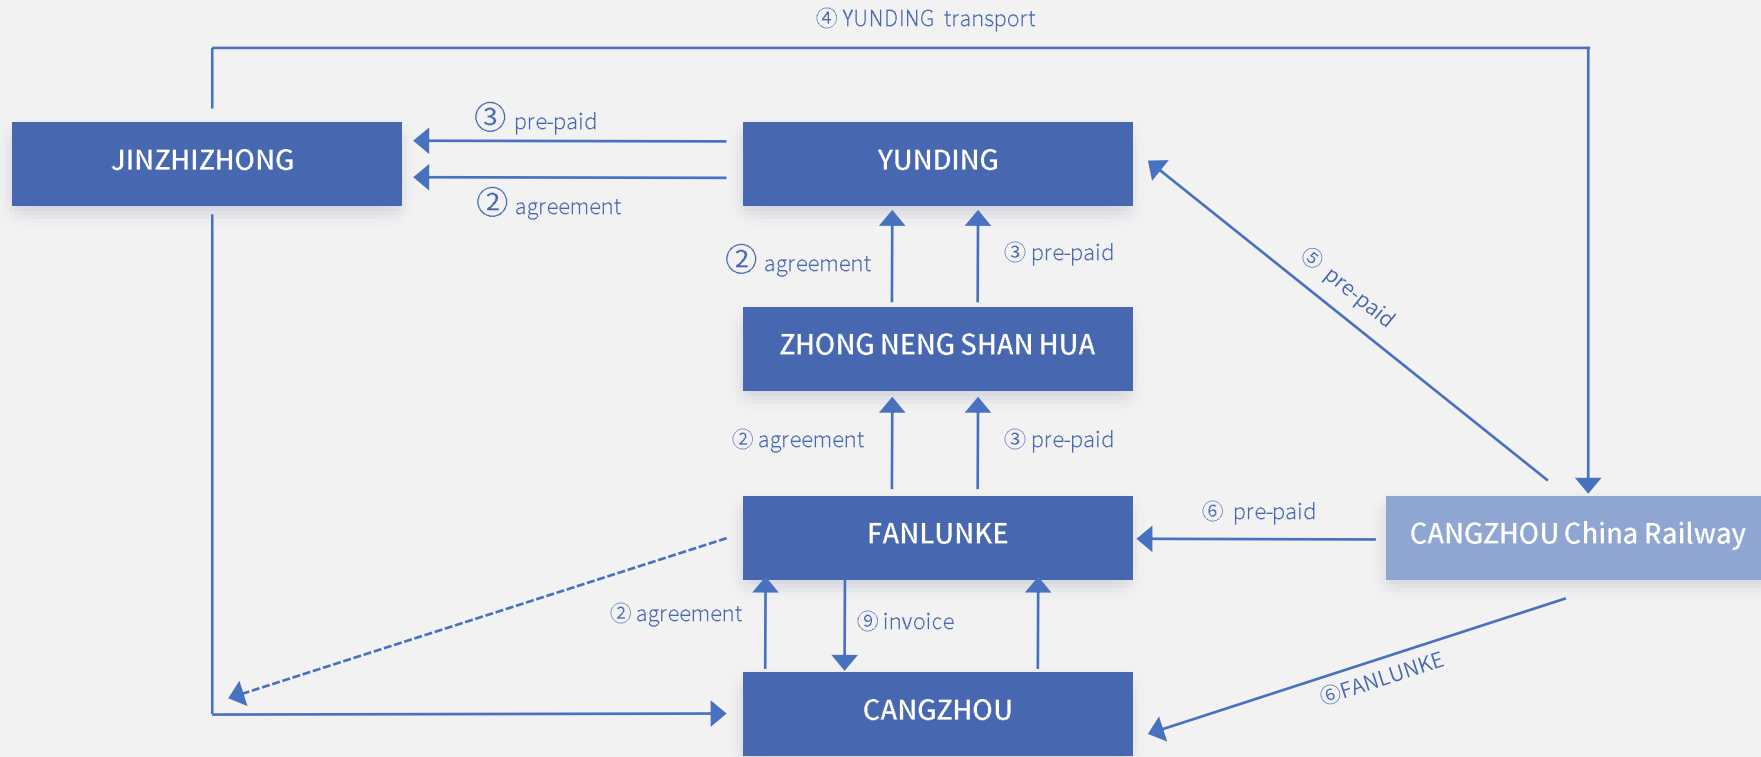 ④ YUNDING transport
③ pre-paid
JINZHIZHONG
YUNDING
② agreement
② agreement
③ pre-paid
⑤ pre-paid
ZHONG NENG SHAN HUA
② agreement
③ pre-paid
⑥ pre-paid
FANLUNKE
CANGZHOU China Railway
② agreement
⑨ invoice
⑥FANLUNKE
CANGZHOU